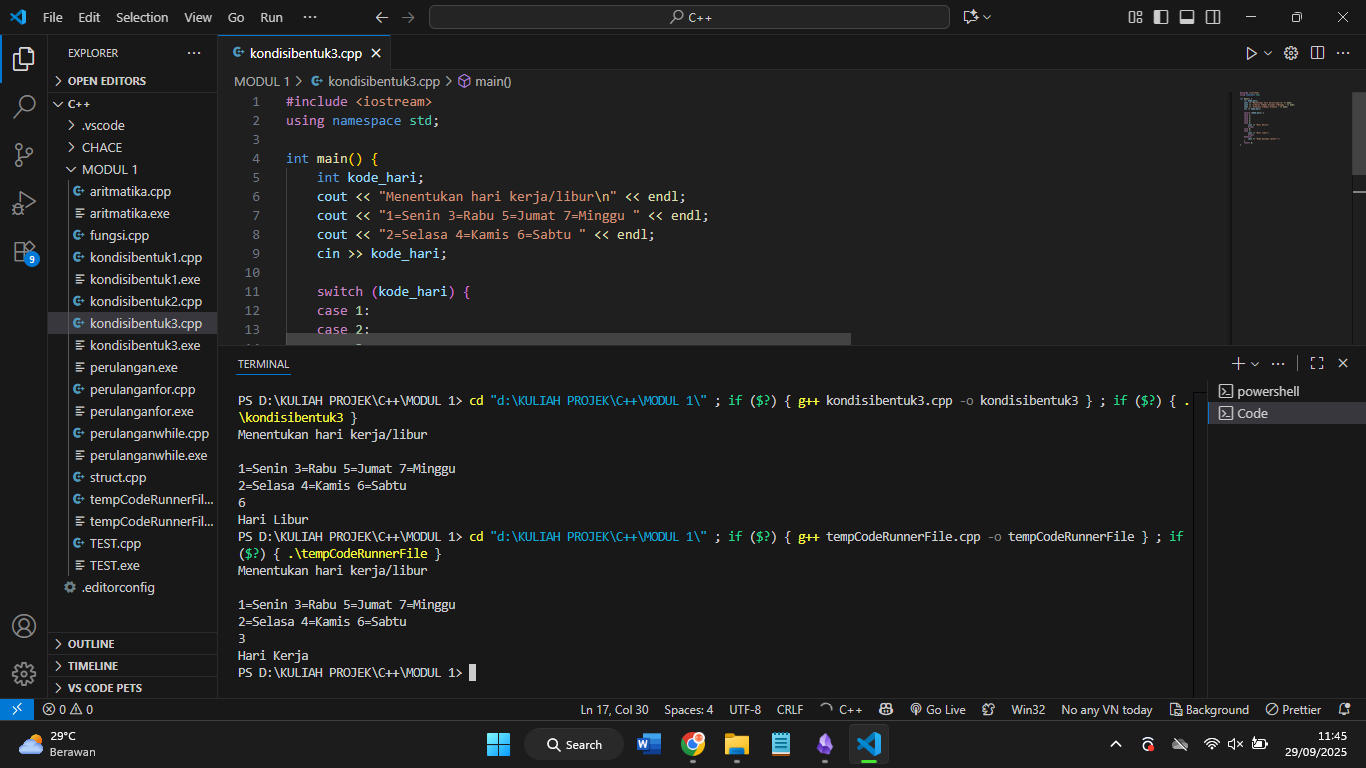 File Edit Selection View Go Run ··· C++
EXPLORER ···
OPEN EDITORS
C++
.vscode
CHACE
MODUL 1
aritmatika.cpp
aritmatika.exe
fungsi.cpp
kondisibentuk1.cpp
kondisibentuk1.exe
kondisibentuk2.cpp
kondisibentuk3.cpp
kondisibentuk3.exe
perulangan.exe
perulanganfor.cpp
perulanganfor.exe
perulanganwhile.cpp
perulanganwhile.exe
struct.cpp
tempCodeRunnerFil...
tempCodeRunnerFil...
TEST.cpp
TEST.exe
.editorconfig
OUTLINE
TIMELINE
VS CODE PETS
9
kondisibentuk3.cpp
MODUL 1 > kondisibentuk3.cpp > main()
1 #include <iostream>
2 using namespace std;
3
4 int main() {
5 int kode_hari;
6 cout << "Menentukan hari kerja/libur\n" << endl;
7 cout << "1=Senin 3=Rabu 5=Jumat 7=Minggu " << endl;
8 cout << "2=Selasa 4=Kamis 6=Sabtu " << endl;
9 cin >> kode_hari;
10
11 switch (kode_hari) {
12 case 1:
13 case 2:
TERMINAL
PS D:\KULIAH PROJEK\C++\MODUL 1> cd "d:\KULIAH PROJEK\C++\MODUL 1\" ; if ($?) { g++ kondisibentuk3.cpp -o kondisibentuk3 } ; if ($?) { .
\kondisibentuk3 }
Menentukan hari kerja/libur
1=Senin 3=Rabu 5=Jumat 7=Minggu
2=Selasa 4=Kamis 6=Sabtu
6
Hari Libur
PS D:\KULIAH PROJEK\C++\MODUL 1> cd "d:\KULIAH PROJEK\C++\MODUL 1\" ; if ($?) { g++ tempCodeRunnerFile.cpp -o tempCodeRunnerFile } ; if
($?) { .\tempCodeRunnerFile }
Menentukan hari kerja/libur
1=Senin 3=Rabu 5=Jumat 7=Minggu
2=Selasa 4=Kamis 6=Sabtu
3
Hari Kerja
PS D:\KULIAH PROJEK\C++\MODUL 1>
powershell
Code
0 0 Ln 17, Col 30 Spaces: 4 UTF-8 CRLF C++ Go Live Win32 No any VN today Background Prettier
29°C
Berawan
Search
11:45
29/09/2025